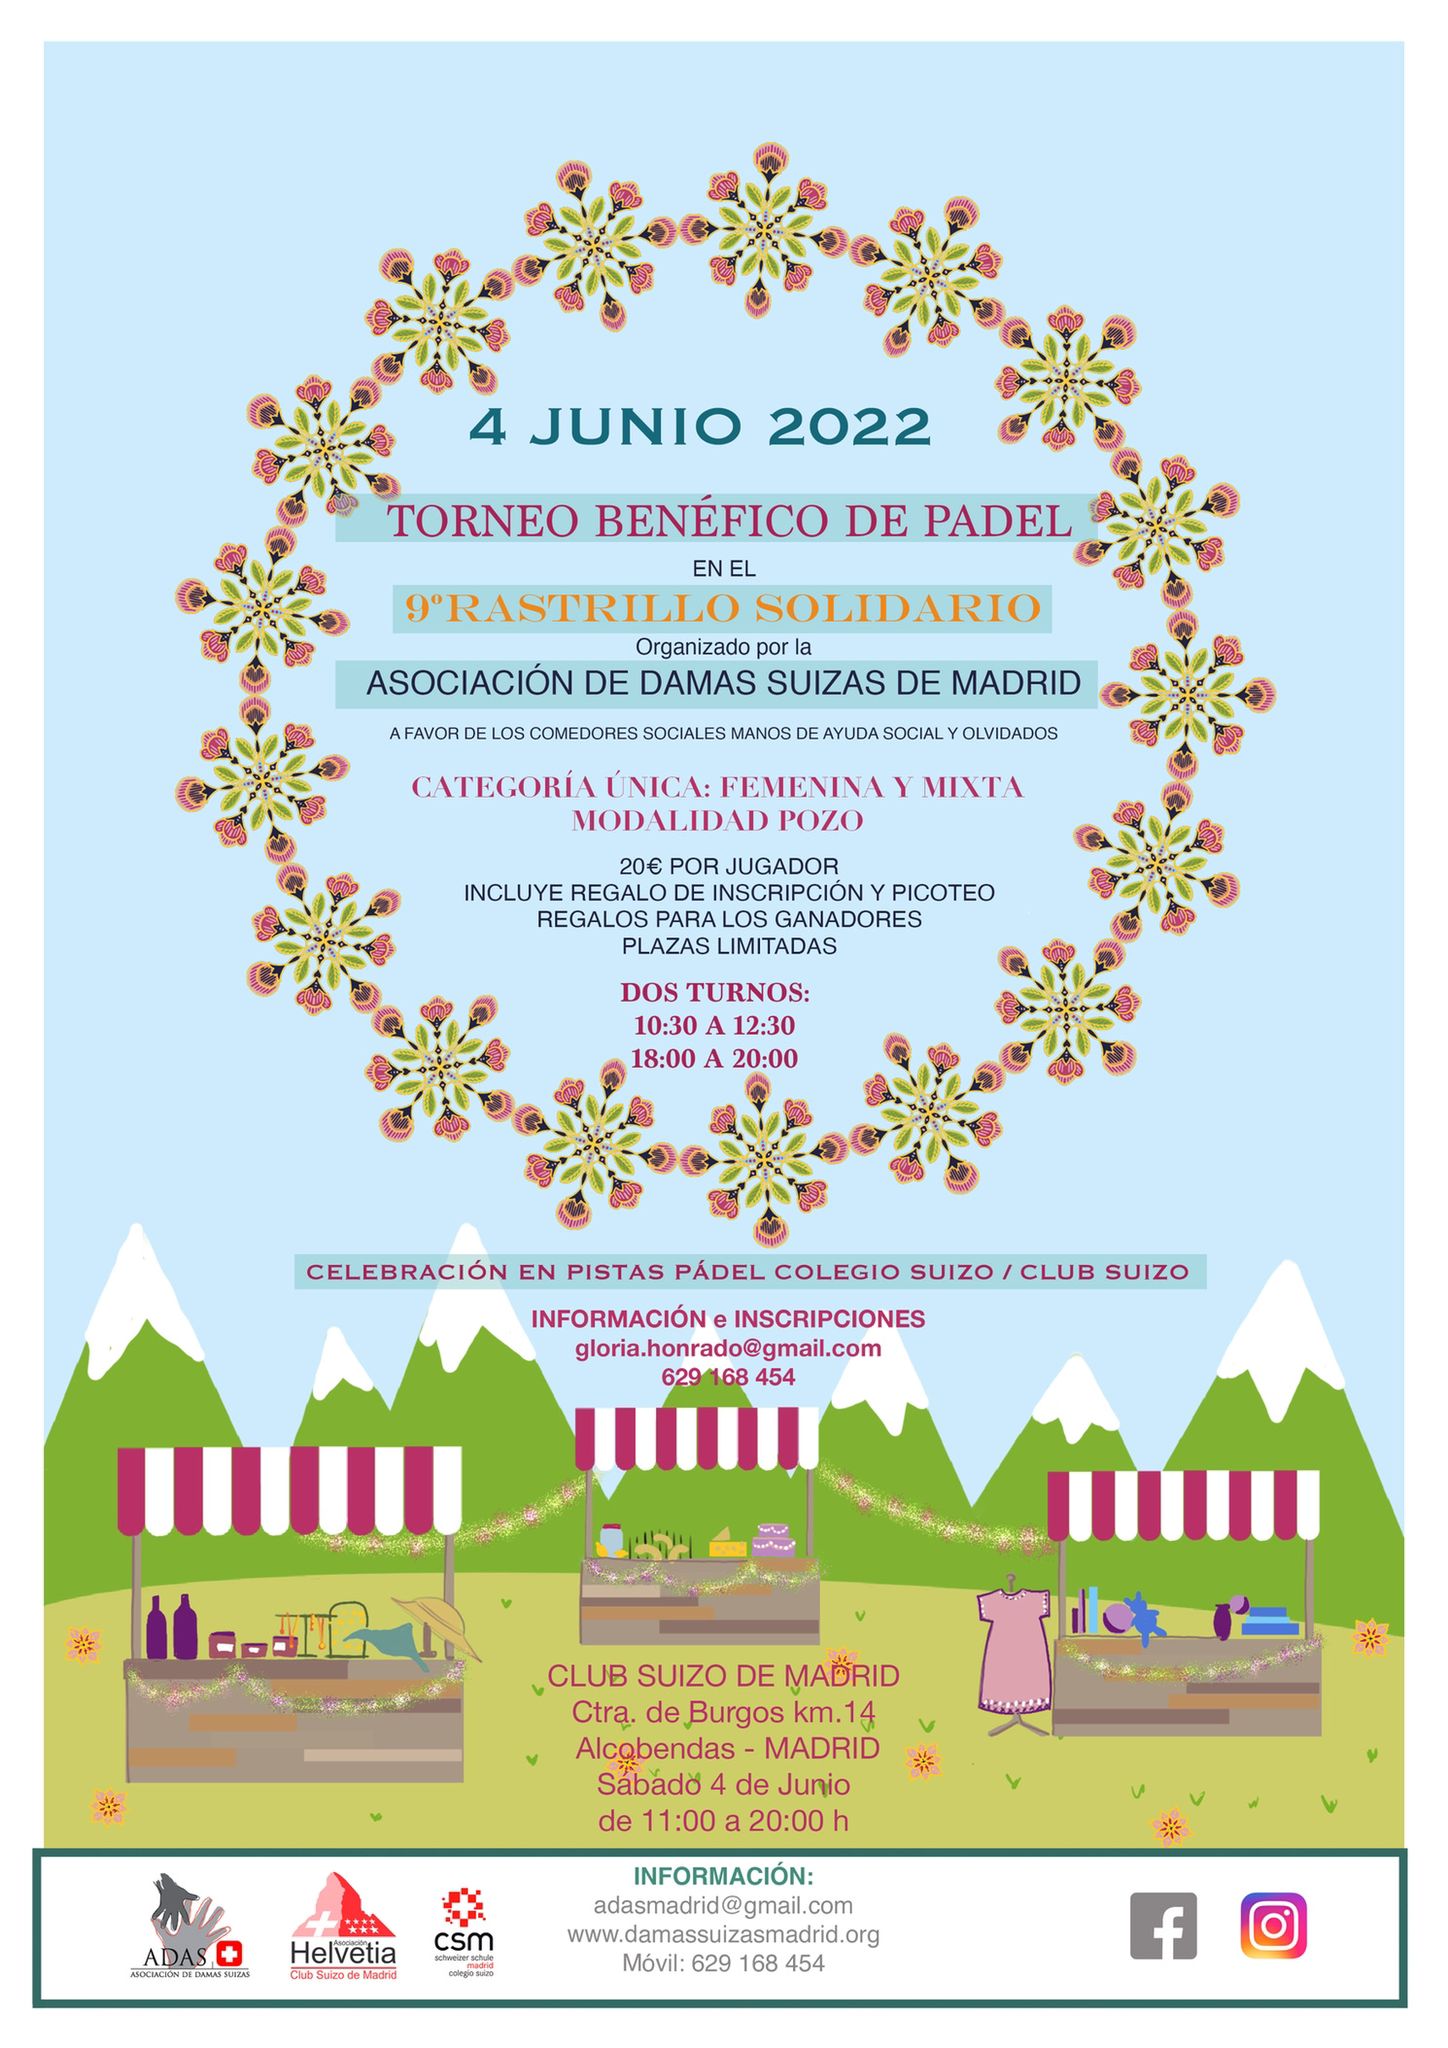 4 JUNIO 2022
TORNEO BENÉFICO DE PADEL
EN EL
9ºRASTRILLO SOLIDARIO
Organizado por la
ASOCIACIÓN DE DAMAS SUIZAS DE MADRID
A FAVOR DE LOS COMEDORES SOCIALES MANOS DE AYUDA SOCIAL Y OLVIDADOS
CATEGORÍA ÚNICA: FEMENINA Y MIXTA
MODALIDAD POZO
20€ POR JUGADOR
INCLUYE REGALO DE INSCRIPCIÓN Y PICOTEO
REGALOS PARA LOS GANADORES
PLAZAS LIMITADAS
DOS TURNOS:
10:30 A 12:30
18:00 A 20:00
CELEBRACIÓN EN PISTAS PÁDEL COLEGIO SUIZO / CLUB SUIZO
INFORMACIÓN e INSCRIPCIONES
gloria.honrado@gmail.com
629 168 454
CLUB SUIZO DE MADRID
Ctra. de Burgos km.14
Alcobendas - MADRID
Sabado 4 de Junio
de 11:00 a 20:00 h
ADAS
ASOCIACIÓN DE DAMAS SUIZAS
Asociación
Helvetia
Club Suizo de Madrid
csm
schweizer schule
madrid
colegio suizo
INFORMACIÓN:
adasmadrid@gmail.com
www.damassuizasmadrid.org
Móvil: 629 168 454